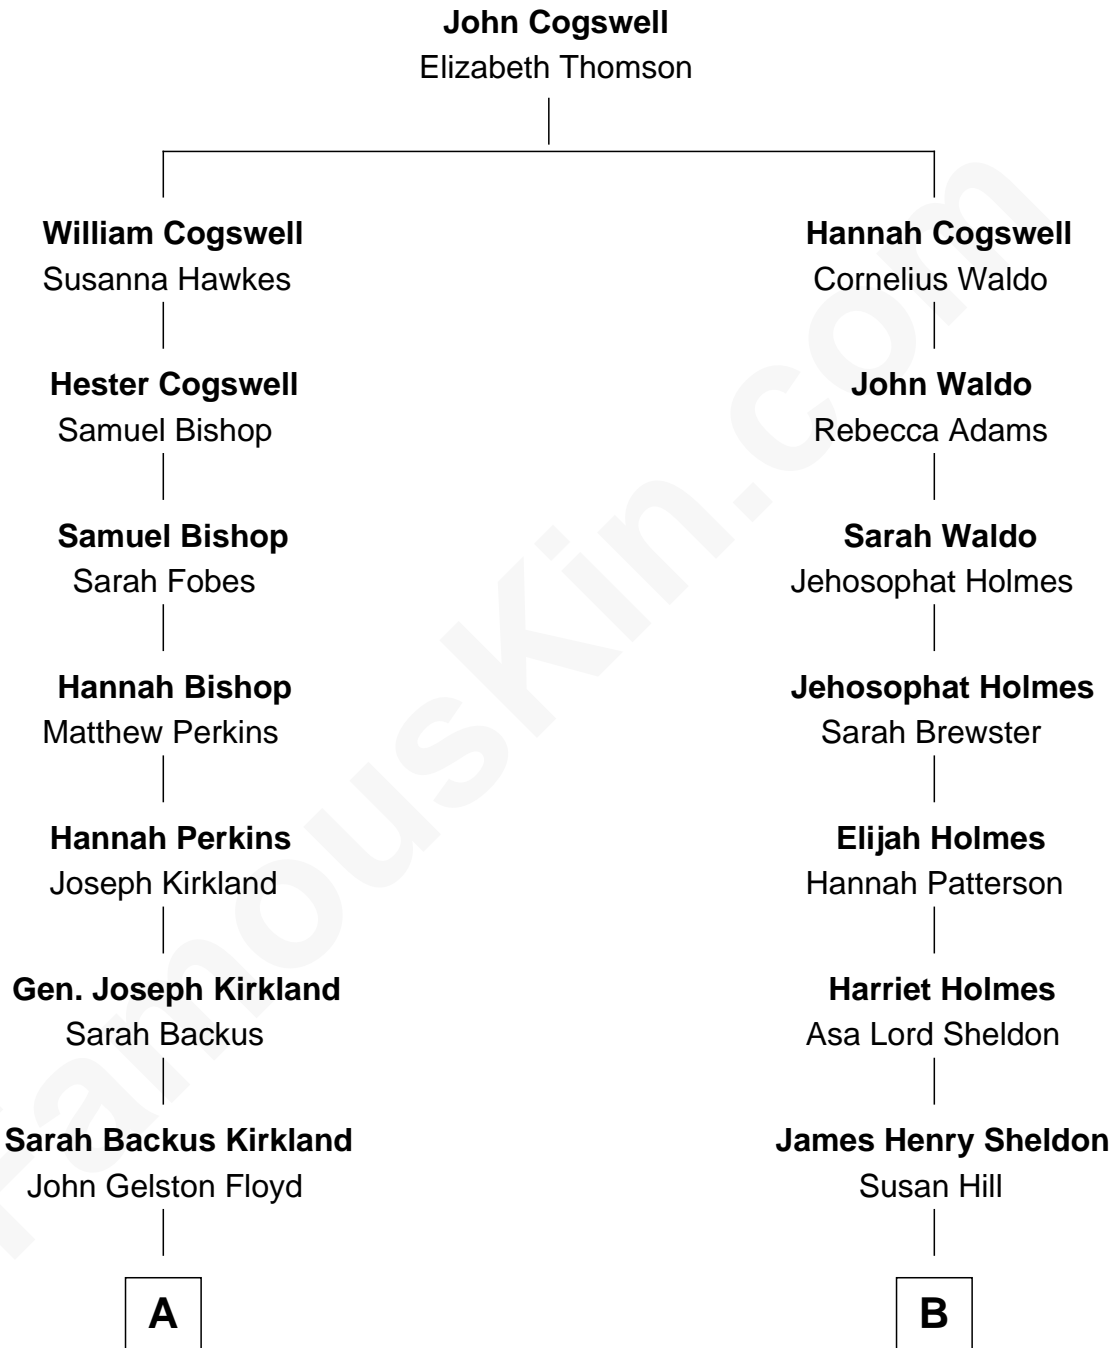 John Cogswell
Elizabeth Thomson
William Cogswell
Susanna Hawkes
Hannah Cogswell
Cornelius Waldo
Hester Cogswell
Samuel Bishop
John Waldo
Rebecca Adams
Samuel Bishop
Sarah Fobes
Sarah Waldo
Jehosophat Holmes
Hannah Bishop
Matthew Perkins
Jehosophat Holmes
Sarah Brewster
Hannah Perkins
Joseph Kirkland
Elijah Holmes
Hannah Patterson
Gen. Joseph Kirkland
Sarah Backus
Harriet Holmes
Asa Lord Sheldon
Sarah Backus Kirkland
John Gelston Floyd
James Henry Sheldon
Susan Hill
A
B
FamousKin.com